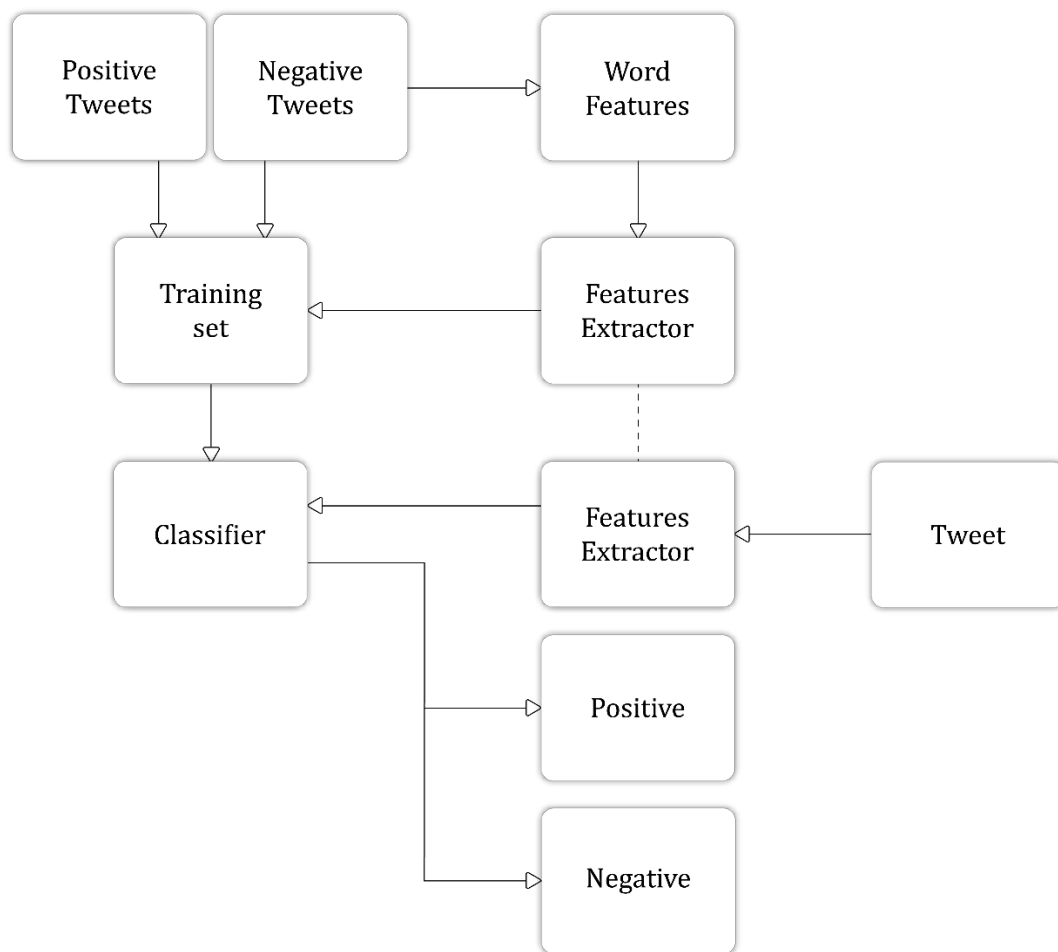 Positive
Tweets
Negative
Tweets
Word
Features
Training
set
Features
Extractor
Classifier
Features
Extractor
Tweet
Positive
Negative